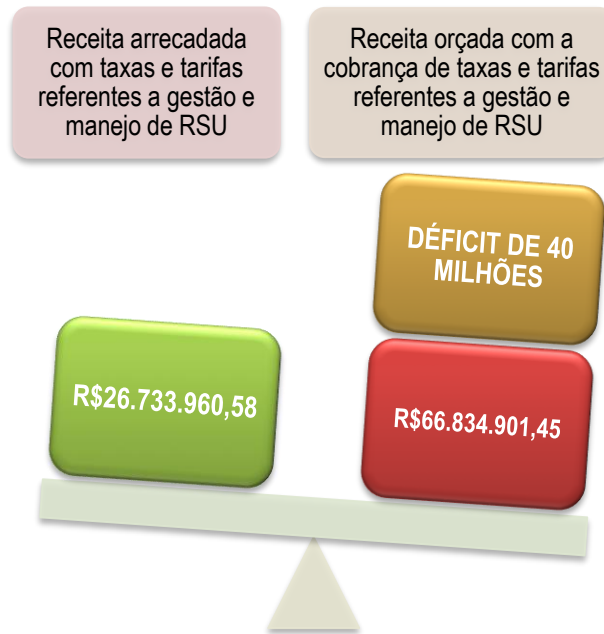 Receita arrecadada
com taxas e tarifas
referentes a gestão e
manejo de RSU
Receita orçada com a
cobrança de taxas e tarifas
referentes a gestão e
manejo de RSU
DÉFICIT DE 40
MILHÕES
R$26.733.960,58
R$66.834.901,45